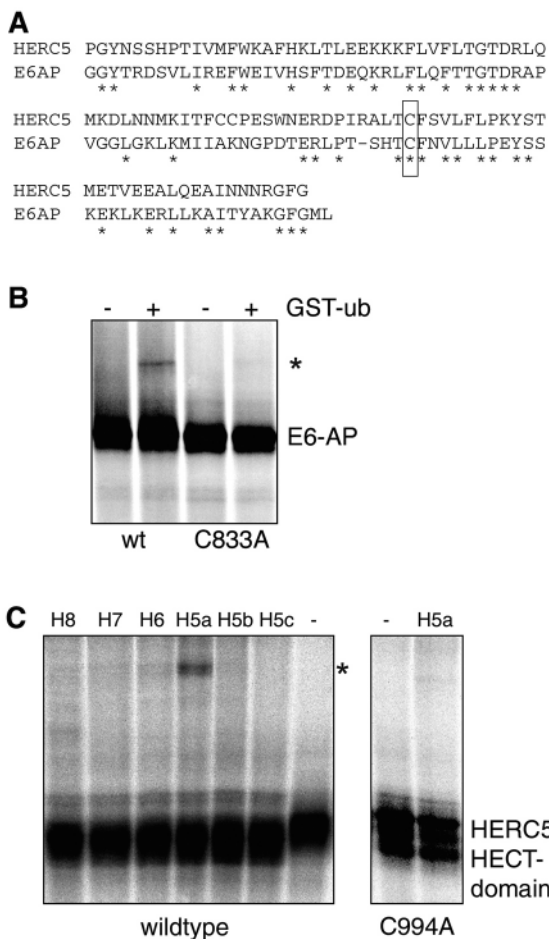 A
HERC5 PGYNSSHPTIVMFWKAFHKLTLEEKKKFLVFLTGTDRLQ
E6AP GGYTRDSVLIREFWEIVHSFTDEQKRLFLQFTTGTDRAP
** * ** * * * ** * *****
HERC5 MKDLNNMKITFCCPESWNERDPIRALTCFSVLFLPKYST
E6AP VGGLGKLKMIIAKNGPDTERLPT-SHTCFNVLLLPEYSS
* * ** * *** ** ** **
HERC5 METVEEALQEAINNNRGFG
E6AP KEKLKERLLKAITYAKGFGML
* * * ** ***
B
- + - + GST-ub
*
E6-AP
wt C833A
C
H8 H7 H6 H5a H5b H5c -
- H5a
*
HERC5
HECT-
domain
wildtype
C994A